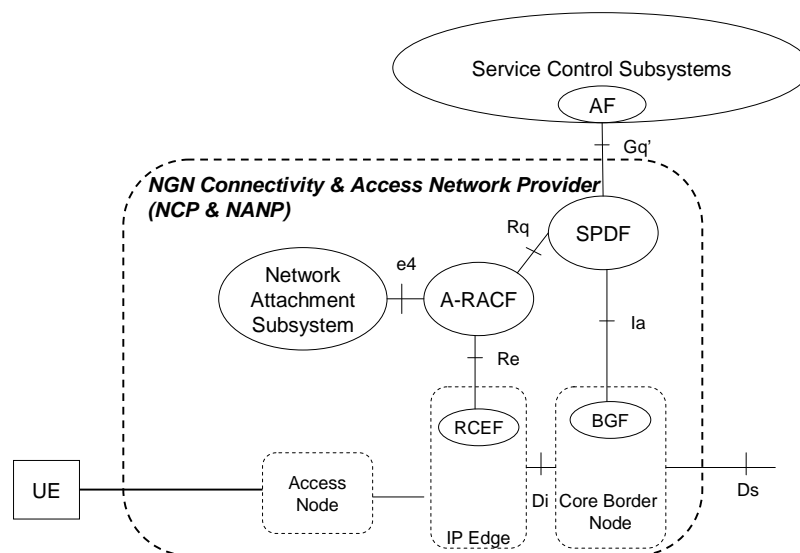 Service Control Subsystems
AF
Gq'
NGN Connectivity & Access Network Provider
(NCP & NANP)
Rq
SPDF
e4
Network
Attachment
Subsystem
A-RACF
Ia
Re
RCEF
BGF
UE
Access
Node
Di
Core Border
Node
Ds
IP Edge